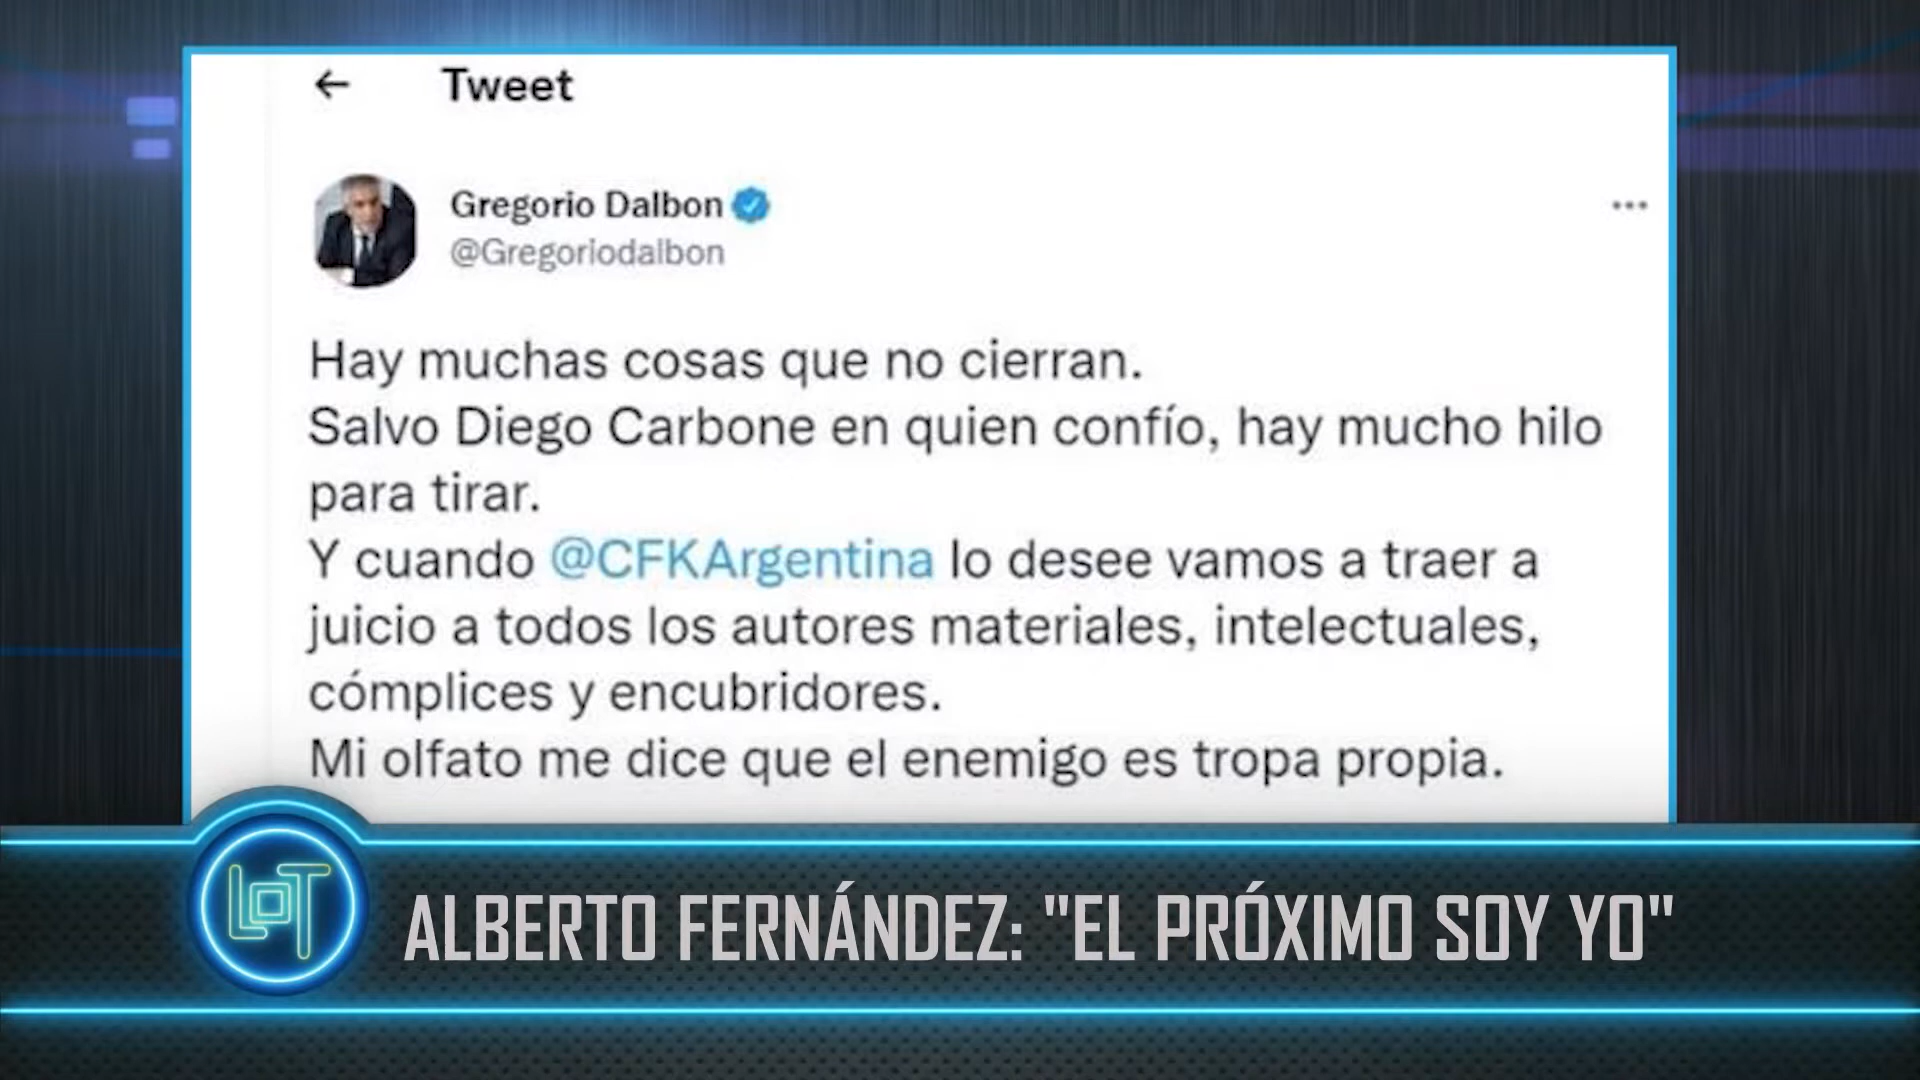 Tweet
Gregorio Dalbon
@Gregoriodalbon
Hay muchas cosas que no cierran.
Salvo Diego Carbone en quien confío, hay mucho hilo
para tirar.
Y cuando @CFKArgentina lo desee vamos a traer a
juicio a todos los autores materiales, intelectuales,
cómplices y encubridores.
Mi olfato me dice que el enemigo es tropa propia.
LOT
ALBERTO FERNÁNDEZ: "EL PRÓXIMO SOY YO"